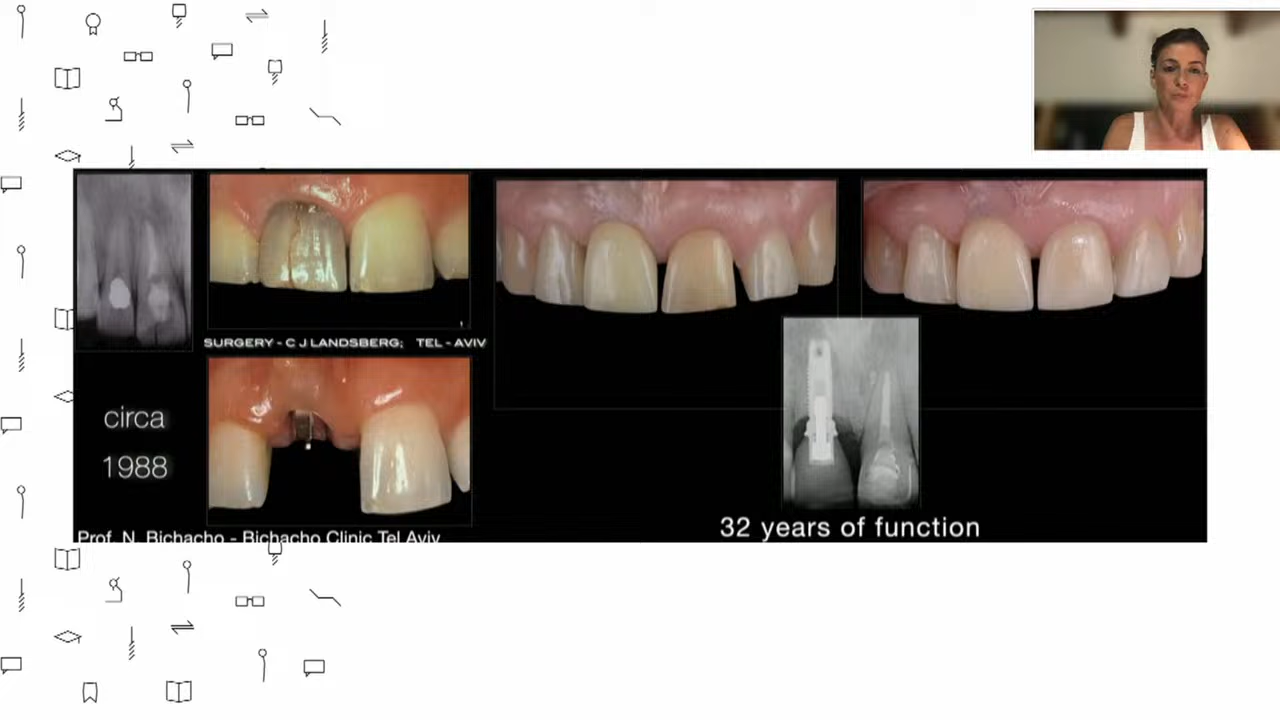 SURGERY - C J LANDSBERG; TEL - AVIV
circa
1988
Prof. N. Bichacho - Bichacho Clinic Tel Aviv
32 years of function